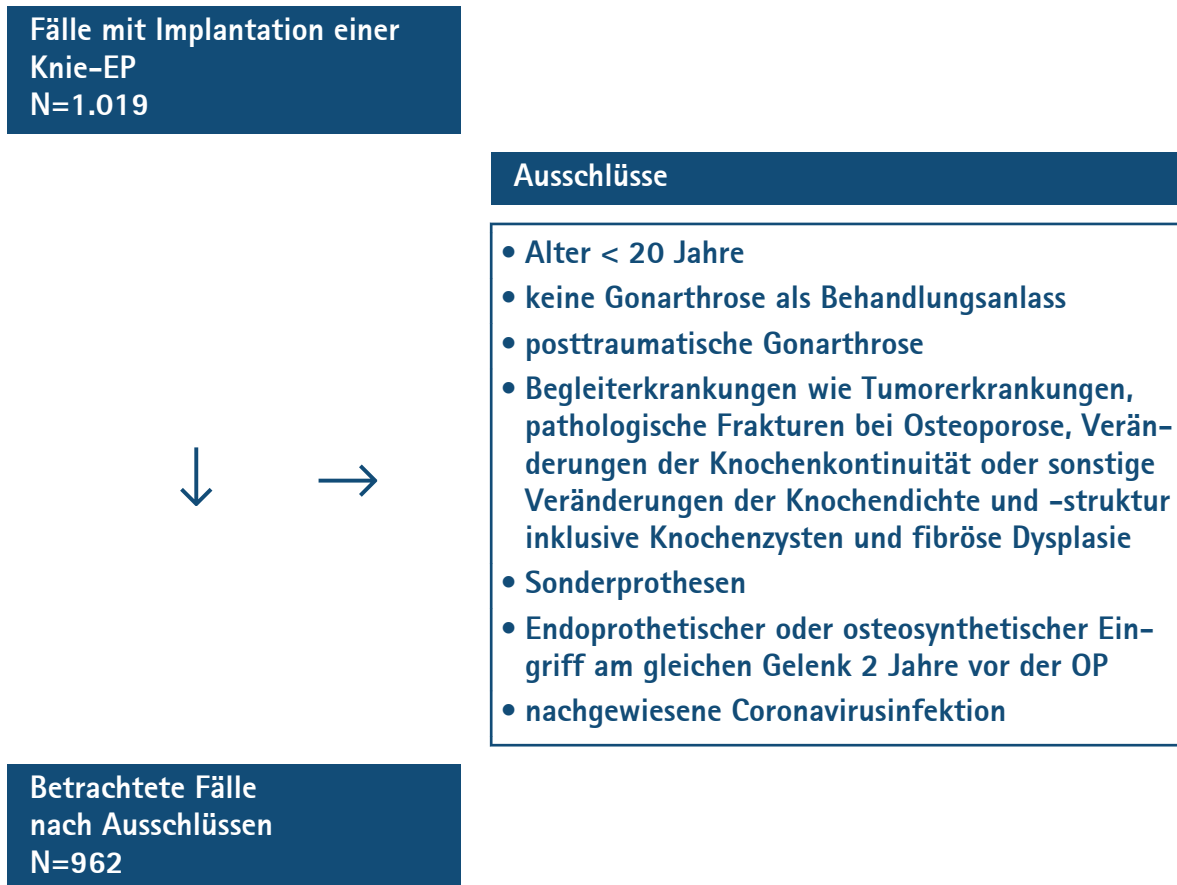 Fälle mit Implantation einer
Knie-EP
N=1.019
Ausschlüsse
• Alter < 20 Jahre
• keine Gonarthrose als Behandlungsanlass
• posttraumatische Gonarthrose
• Begleiterkrankungen wie Tumorerkrankungen,
pathologische Frakturen bei Osteoporose, Verän-
derungen der Knochenkontinuität oder sonstige
Veränderungen der Knochendichte und -struktur
inklusive Knochenzysten und fibröse Dysplasie
• Sonderprothesen
• Endoprothetischer oder osteosynthetischer Ein-
griff am gleichen Gelenk 2 Jahre vor der OP
• nachgewiesene Coronavirusinfektion
Betrachtete Fälle
nach Ausschlüssen
N=962